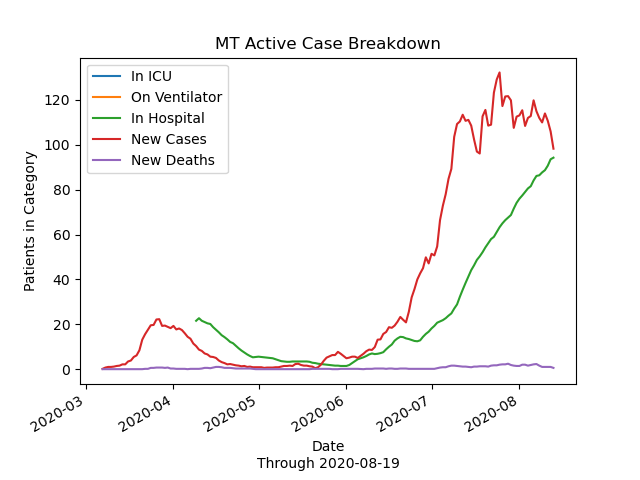 MT Active Case Breakdown
In ICU
On Ventilator
In Hospital
New Cases
New Deaths
Patients in Category
120
100
80
60
40
20
0
2020-03
2020-04
2020-05
2020-06
2020-07
2020-08
Date
Through 2020-08-19